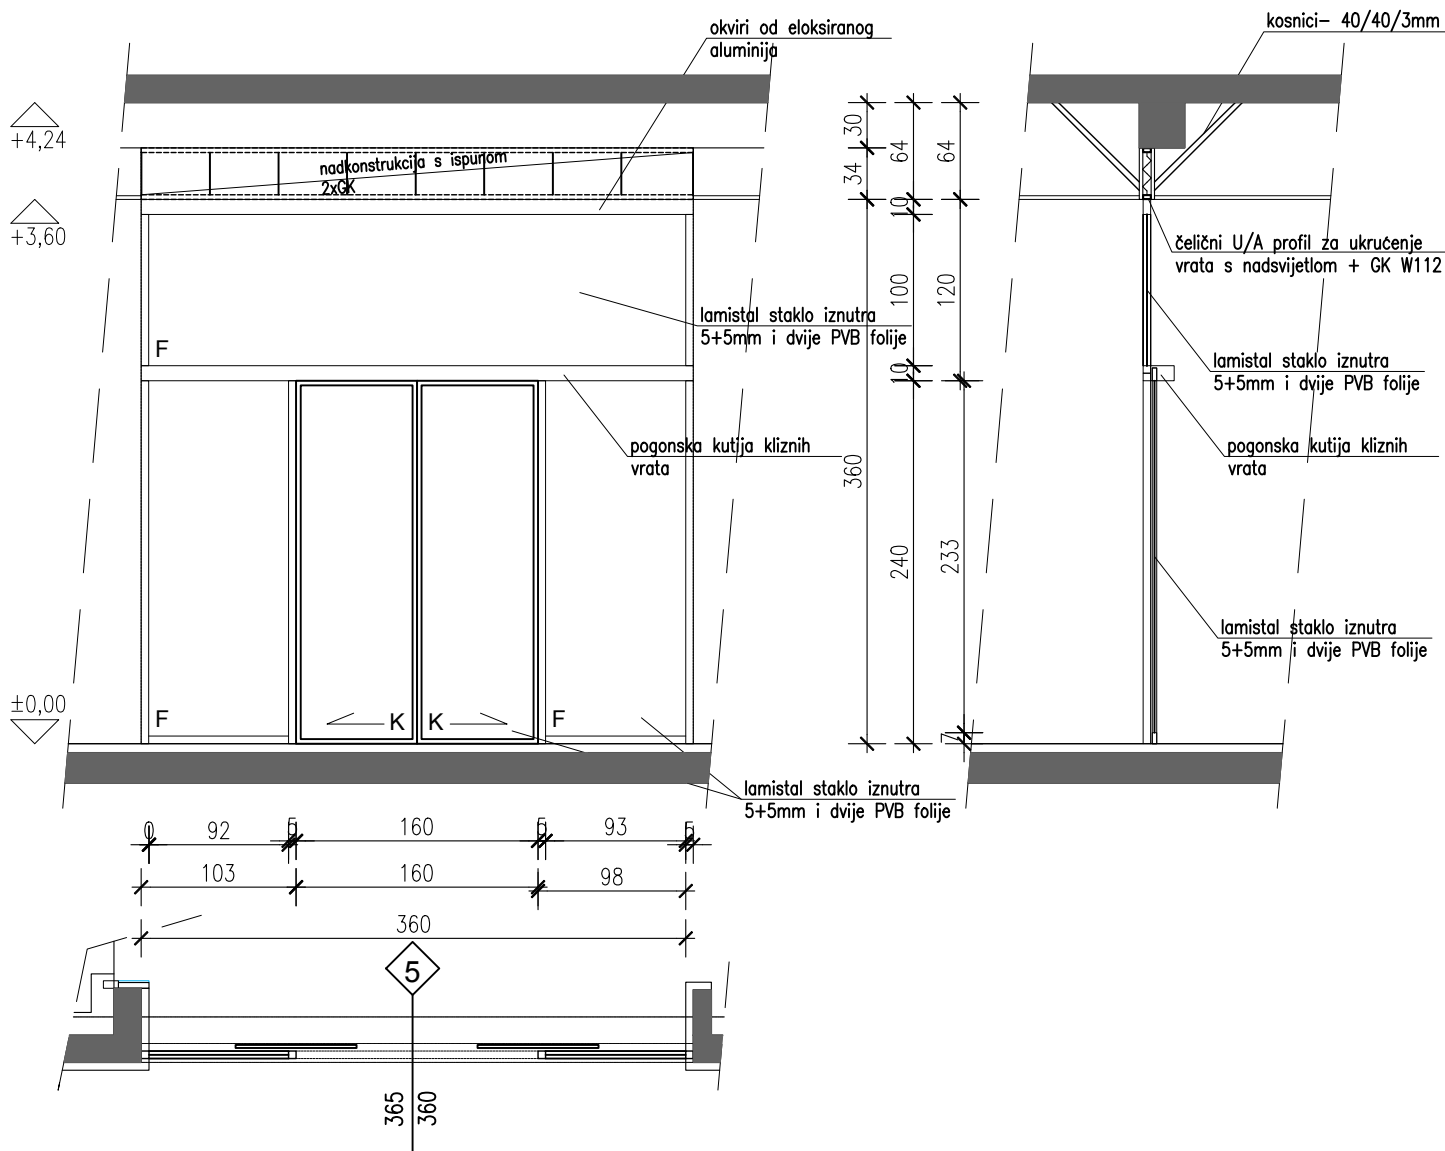 okviri od eloksiranog
aluminija
kosnici- 40/40/3mm
+4,24
nadkonstrukcija s ispunom
2xGK
+3,60
30
64
64
34
10
čelični U/A profil za ukrućenje
vrata s nadsvijetlom + GK W112
100
120
lamistal staklo iznutra
5+5mm i dvije PVB folije
F
10
lamistal staklo iznutra
5+5mm i dvije PVB folije
pogonska kutija kliznih
vrata
360
pogonska kutija kliznih
vrata
240
233
lamistal staklo iznutra
5+5mm i dvije PVB folije
±0,00
F
K
K
F
7
lamistal staklo iznutra
5+5mm i dvije PVB folije
0
92
5
160
5
93
5
103
160
98
360
5
365
360